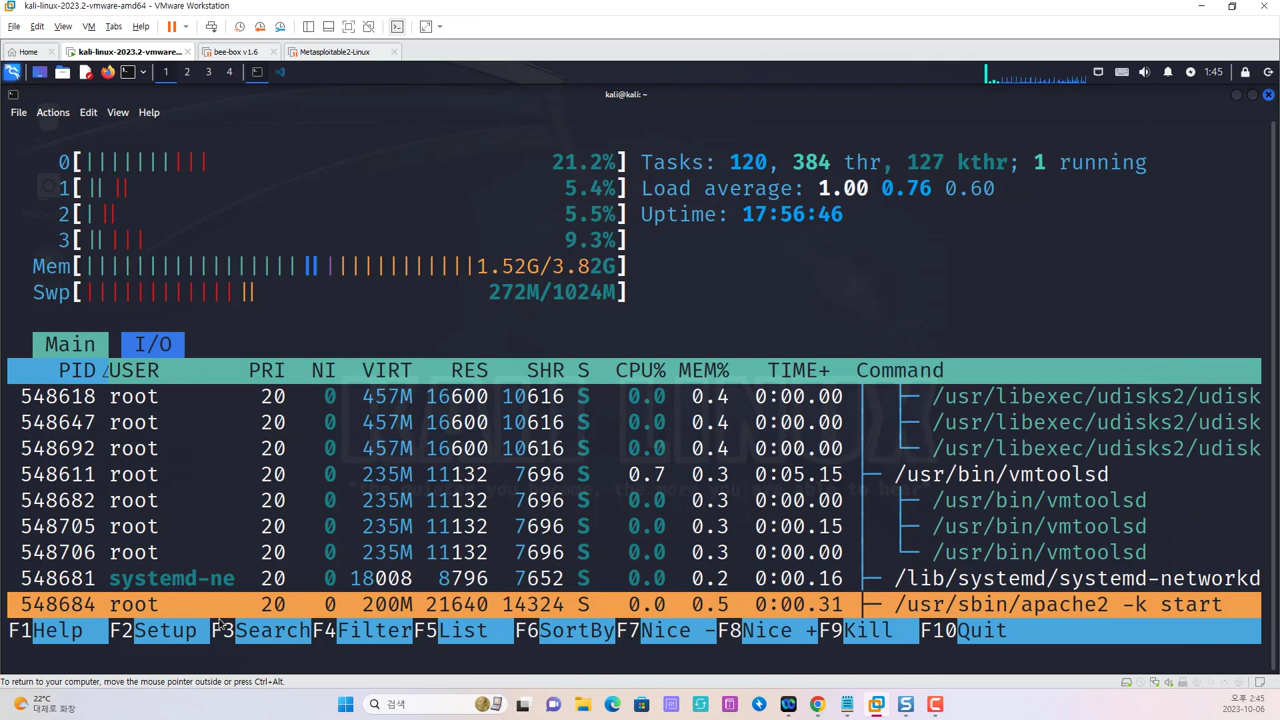 kali-linux-2023.2-vmware-amd64 - VMware Workstation
File Edit View VM Tabs Help
Home kali-linux-2023.2-vmware... bee-box v1.6 Metasploitable2-Linux
1 2 3 4 1:45
kali@kali: ~
File Actions Edit View Help
0[||||||||||| 21.2%] Tasks: 120, 384 thr, 127 kthr; 1 running
1[|| || 5.4%] Load average: 1.00 0.76 0.60
2[| || 5.5%] Uptime: 17:56:46
3[|| ||| 9.3%]
Mem[||||||||||||||||||||||||||||||1.52G/3.82G]
Swp[|||||||||||||| 272M/1024M]
Main I/O
PID△USER PRI NI VIRT RES SHR S CPU% MEM% TIME+ Command
548618 root 20 0 457M 16600 10616 S 0.0 0.4 0:00.00 │ ├─ /usr/libexec/udisks2/udisk
548647 root 20 0 457M 16600 10616 S 0.0 0.4 0:00.00 │ ├─ /usr/libexec/udisks2/udisk
548692 root 20 0 457M 16600 10616 S 0.0 0.4 0:00.00 │ └─ /usr/libexec/udisks2/udisk
548611 root 20 0 235M 11132 7696 S 0.7 0.3 0:05.15 ├─ /usr/bin/vmtoolsd
548682 root 20 0 235M 11132 7696 S 0.0 0.3 0:00.00 │ ├─ /usr/bin/vmtoolsd
548705 root 20 0 235M 11132 7696 S 0.0 0.3 0:00.15 │ ├─ /usr/bin/vmtoolsd
548706 root 20 0 235M 11132 7696 S 0.0 0.3 0:00.00 │ └─ /usr/bin/vmtoolsd
548681 systemd-ne 20 0 18008 8796 7652 S 0.0 0.2 0:00.16 ├─ /lib/systemd/systemd-networkd
548684 root 20 0 200M 21640 14324 S 0.0 0.5 0:00.31 ├─ /usr/sbin/apache2 -k start
F1Help F2Setup F3Search F4Filter F5List F6SortBy F7Nice - F8Nice + F9Kill F10Quit
To return to your computer, move the mouse pointer outside or press Ctrl+Alt.
22°C
대체로 화창
검색
오후 2:45
2023-10-06